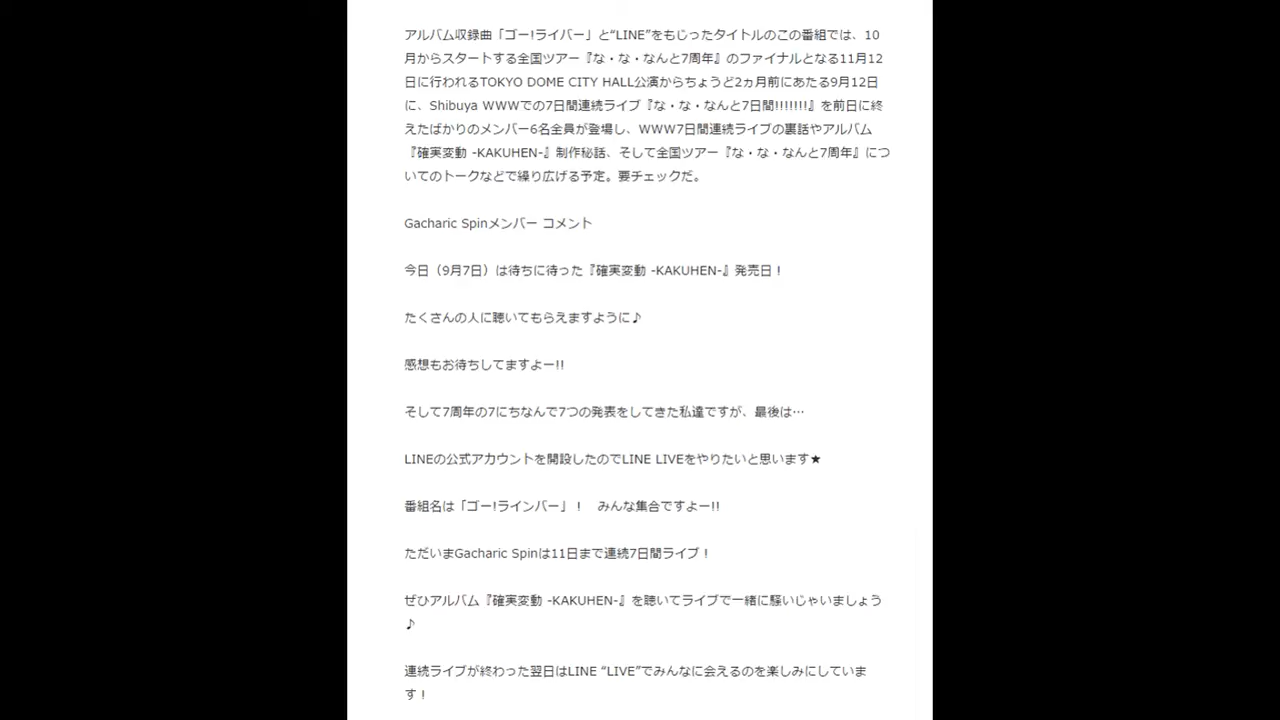 アルバム収録曲「ゴー!ライバー」と“LINE”をもじったタイトルのこの番組では、10
月からスタートする全国ツアー『な・な・なんと7周年』のファイナルとなる11月12
日に行われるTOKYO DOME CITY HALL公演からちょうど2ヵ月前にあたる9月12日
に、Shibuya WWWでの7日間連続ライブ『な・な・なんと7日間!!!!!!!』を前日に終
えたばかりのメンバー6名全員が登場し、WWW7日間連続ライブの裏話やアルバム
『確実変動 -KAKUHEN-』制作秘話、そして全国ツアー『な・な・なんと7周年』につ
いてのトークなどで繰り広げる予定。要チェックだ。
Gacharic Spinメンバー コメント
今日（9月7日）は待ちに待った『確実変動 -KAKUHEN-』発売日！
たくさんの人に聴いてもらえますように♪
感想もお待ちしてますよー!!
そして7周年の7にちなんで7つの発表をしてきた私達ですが、最後は…
LINEの公式アカウントを開設したのでLINE LIVEをやりたいと思います★
番組名は「ゴー!ラインバー」！　みんな集合ですよー!!
ただいまGacharic Spinは11日まで連続7日間ライブ！
ぜひアルバム『確実変動 -KAKUHEN-』を聴いてライブで一緒に騒いじゃいましょう
♪
連続ライブが終わった翌日はLINE “LIVE”でみんなに会えるのを楽しみにしていま
す！